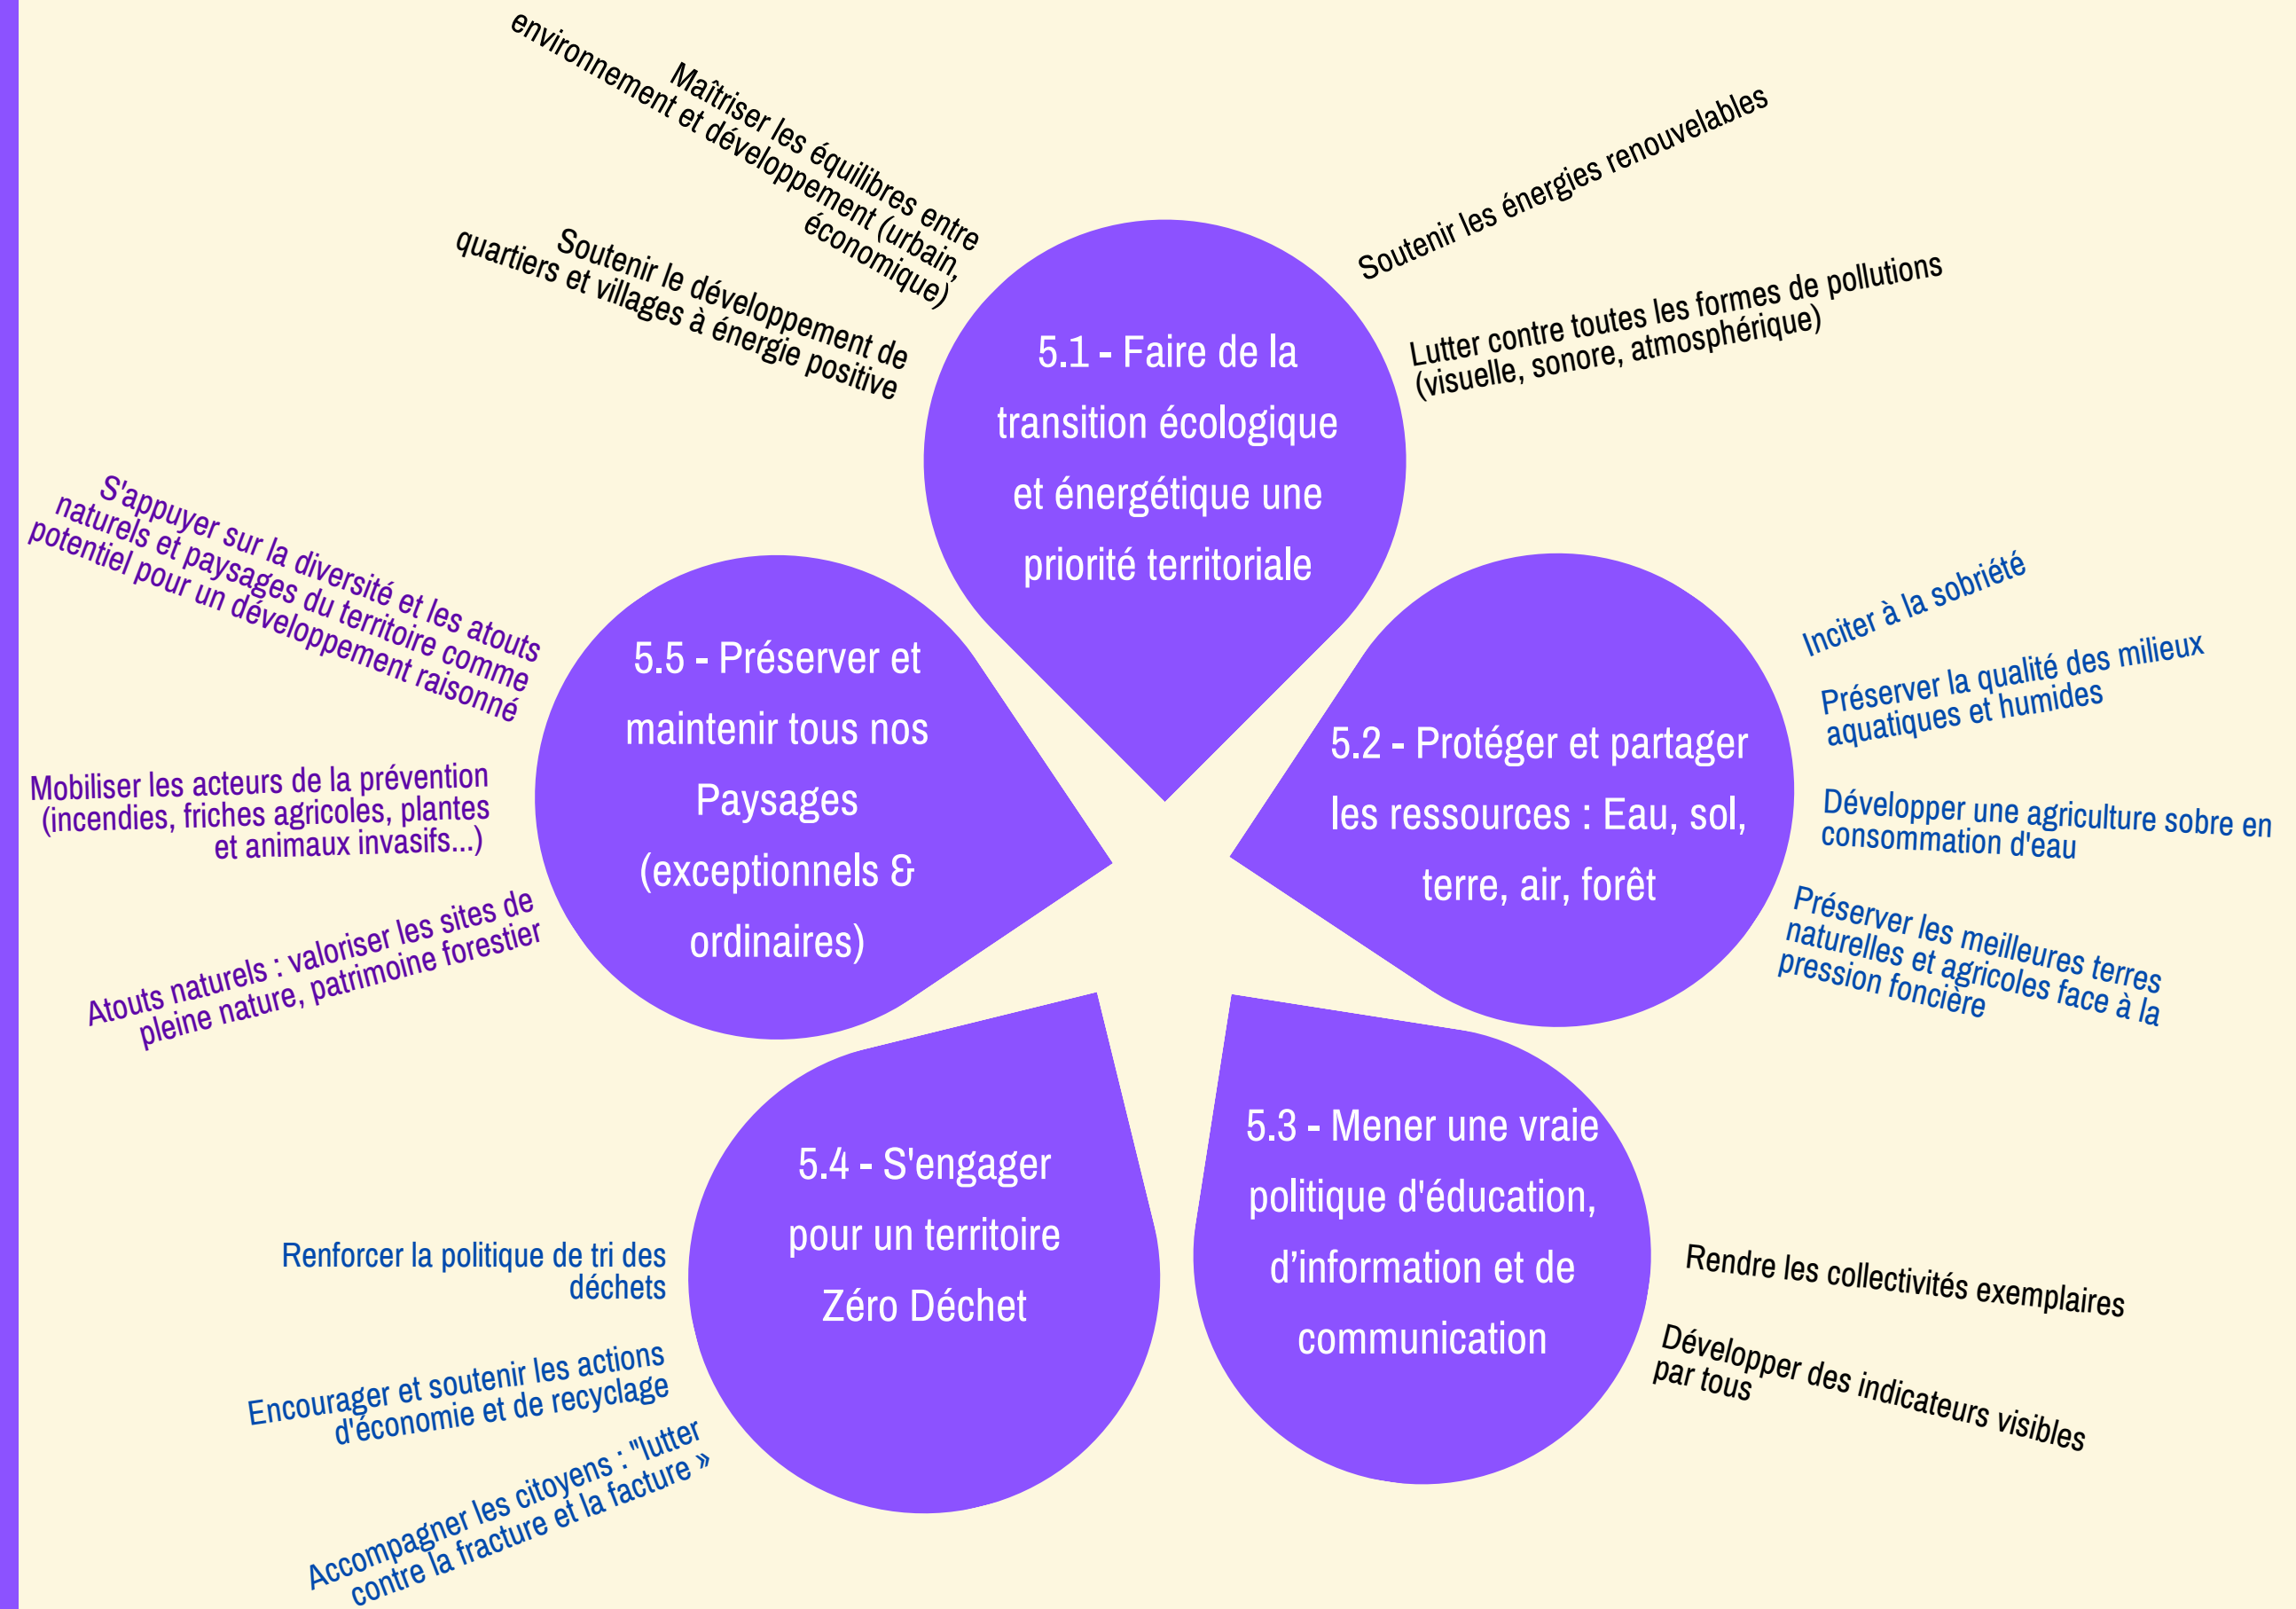 Maîtriser les équilibres entre
environnement et développement (urbain,
économique)
Soutenir le développement de
quartiers et villages à énergie positive
Soutenir les énergies renouvelables
Lutter contre toutes les formes de pollutions
(visuelle, sonore, atmosphérique)
5.1 - Faire de la
transition écologique
et énergétique une
priorité territoriale
5.2 - Protéger et partager
les ressources : Eau, sol,
terre, air, forêt
Inciter à la sobriété
Préserver la qualité des milieux
aquatiques et humides
Développer une agriculture sobre en
consommation d'eau
Préserver les meilleures terres
naturelles et agricoles face à la
pression foncière
5.3 - Mener une vraie
politique d'éducation,
d’information et de
communication
Rendre les collectivités exemplaires
Développer des indicateurs visibles
par tous
5.4 - S'engager
pour un territoire
Zéro Déchet
Renforcer la politique de tri des
déchets
Encourager et soutenir les actions
d'économie et de recyclage
Accompagner les citoyens : "lutter
contre la fracture et la facture »
5.5 - Préserver et
maintenir tous nos
Paysages
(exceptionnels &
ordinaires)
S'appuyer sur la diversité et les atouts
naturels et paysages du territoire comme
potentiel pour un développement raisonné
Mobiliser les acteurs de la prévention
(incendies, friches agricoles, plantes
et animaux invasifs...)
Atouts naturels : valoriser les sites de
pleine nature, patrimoine forestier